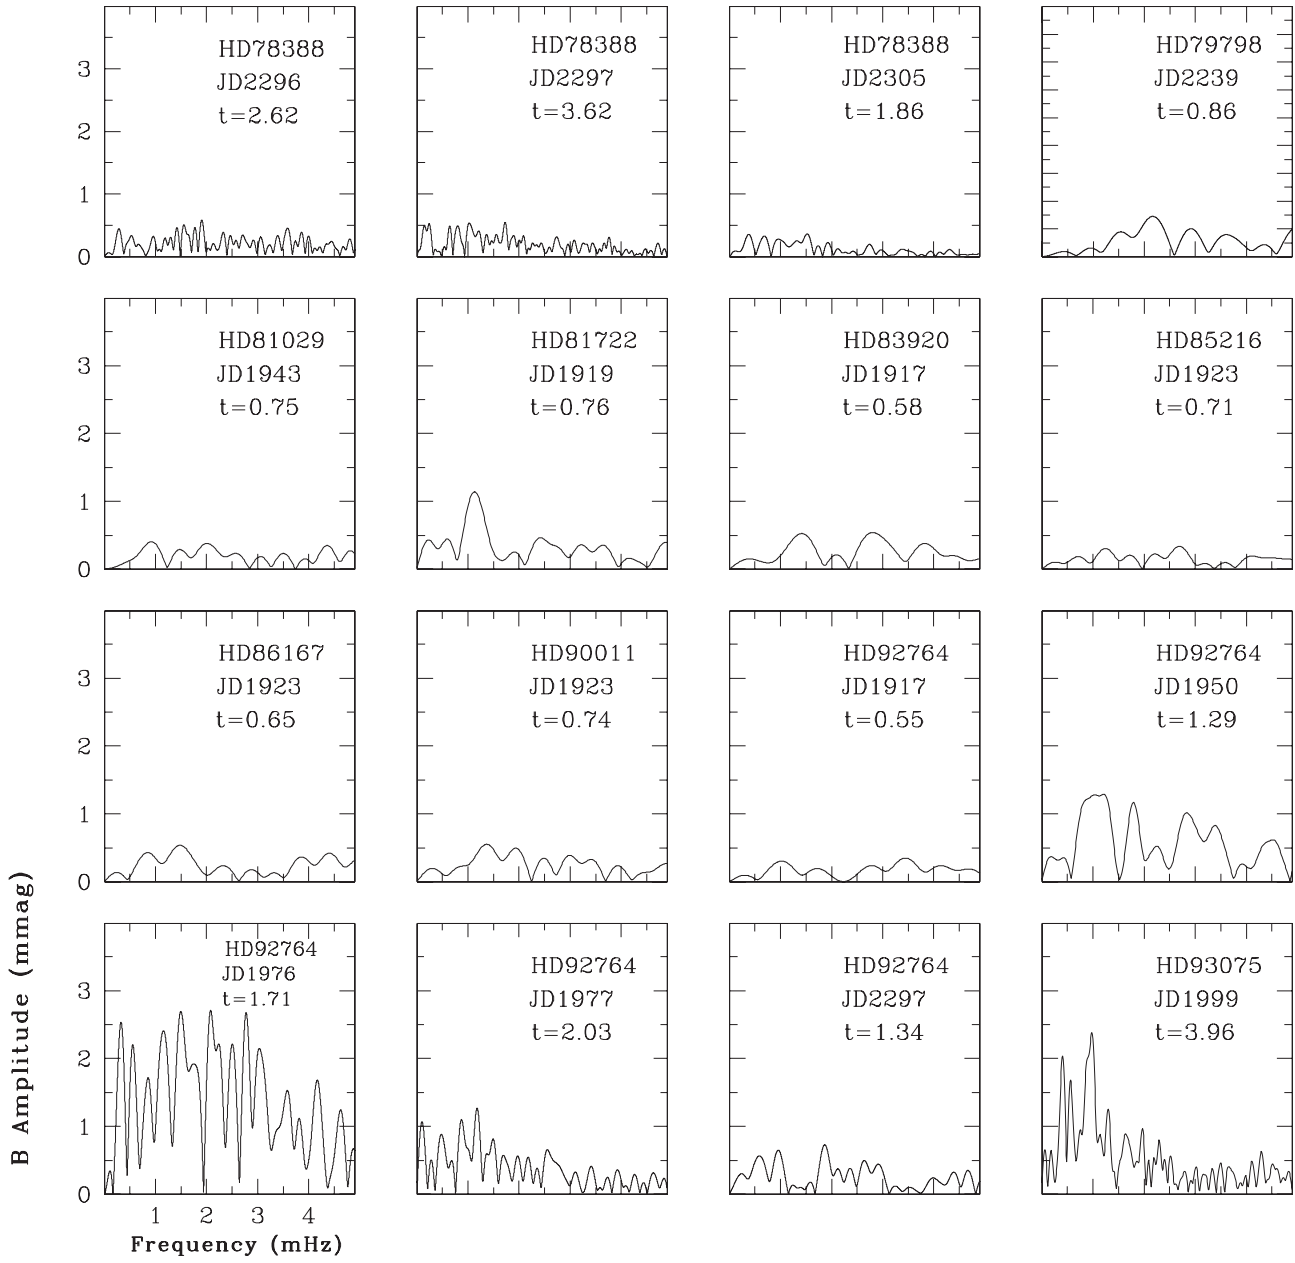 HD78388
JD2296
t=2.62
HD78388
JD2297
t=3.62
HD78388
JD2305
t=1.86
HD79798
JD2239
t=0.86
3
2
1
0
HD81029
JD1943
t=0.75
HD81722
JD1919
t=0.76
HD83920
JD1917
t=0.58
HD85216
JD1923
t=0.71
3
2
1
0
HD86167
JD1923
t=0.65
HD90011
JD1923
t=0.74
HD92764
JD1917
t=0.55
HD92764
JD1950
t=1.29
3
2
1
0
HD92764
JD1976
t=1.71
HD92764
JD1977
t=2.03
HD92764
JD2297
t=1.34
HD93075
JD1999
t=3.96
3
2
1
0
1 2 3 4
Frequency (mHz)
B Amplitude (mmag)